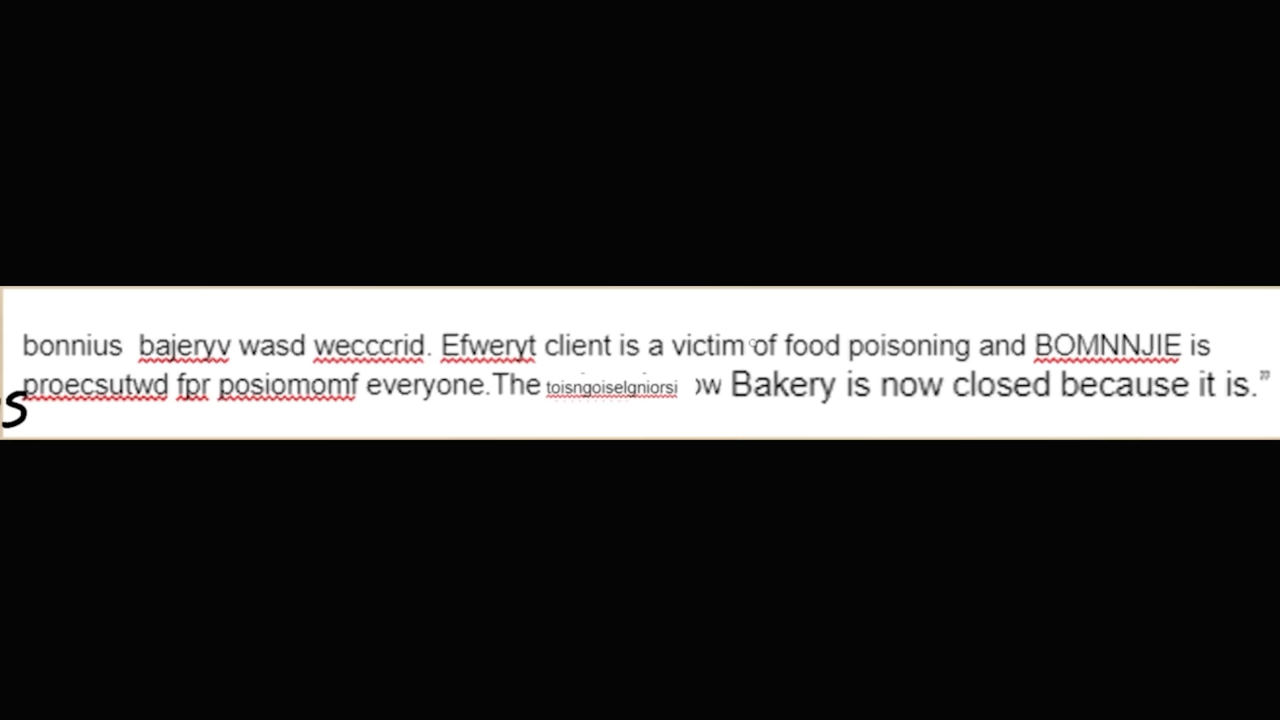 bonnius bajeryv wasd wecccrid. Efweryt client is a victim of food poisoning and BOMNNJIE is
proecsutwd fpr posiomomf everyone.The toisngoiselgniorsi ow Bakery is now closed because it is.”
s